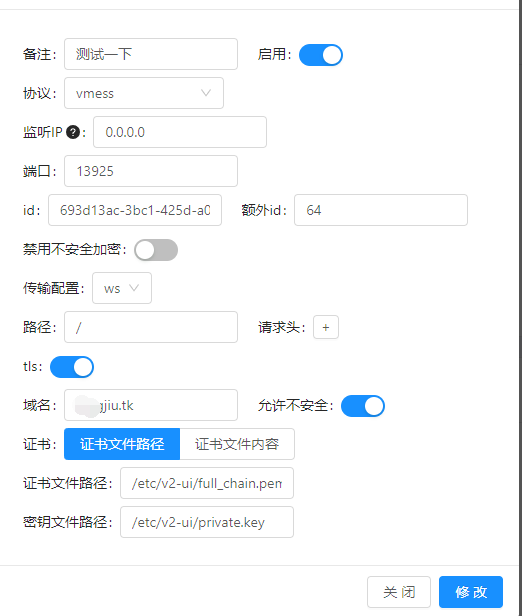 备注： 测试一下 启用：
协议： vmess
监听IP ? ： 0.0.0.0
端口： 13925
id： 693d13ac-3bc1-425d-a0 额外id： 64
禁用不安全加密：
传输配置： ws
路径： / 请求头： +
tls：
域名： gjiu.tk 允许不安全：
证书： 证书文件路径 证书文件内容
证书文件路径： /etc/v2-ui/full_chain.pem
密钥文件路径： /etc/v2-ui/private.key
关 闭 修 改